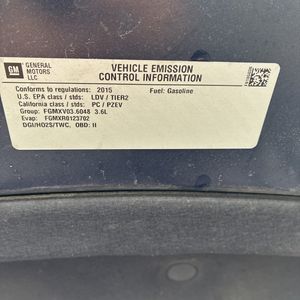 GM
GENERAL
MOTORS
LLC
VEHICLE EMISSION
CONTROL INFORMATION
Conforms to regulations: 2015
Fuel: Gasoline
U.S. EPA class / stds: LDV / TIER2
California class / stds: PC / PZEV
Group: FGMXV03.6048 3.6L
Evap: FGMXR0123702
DGI/HO2S/TWC, OBD: II